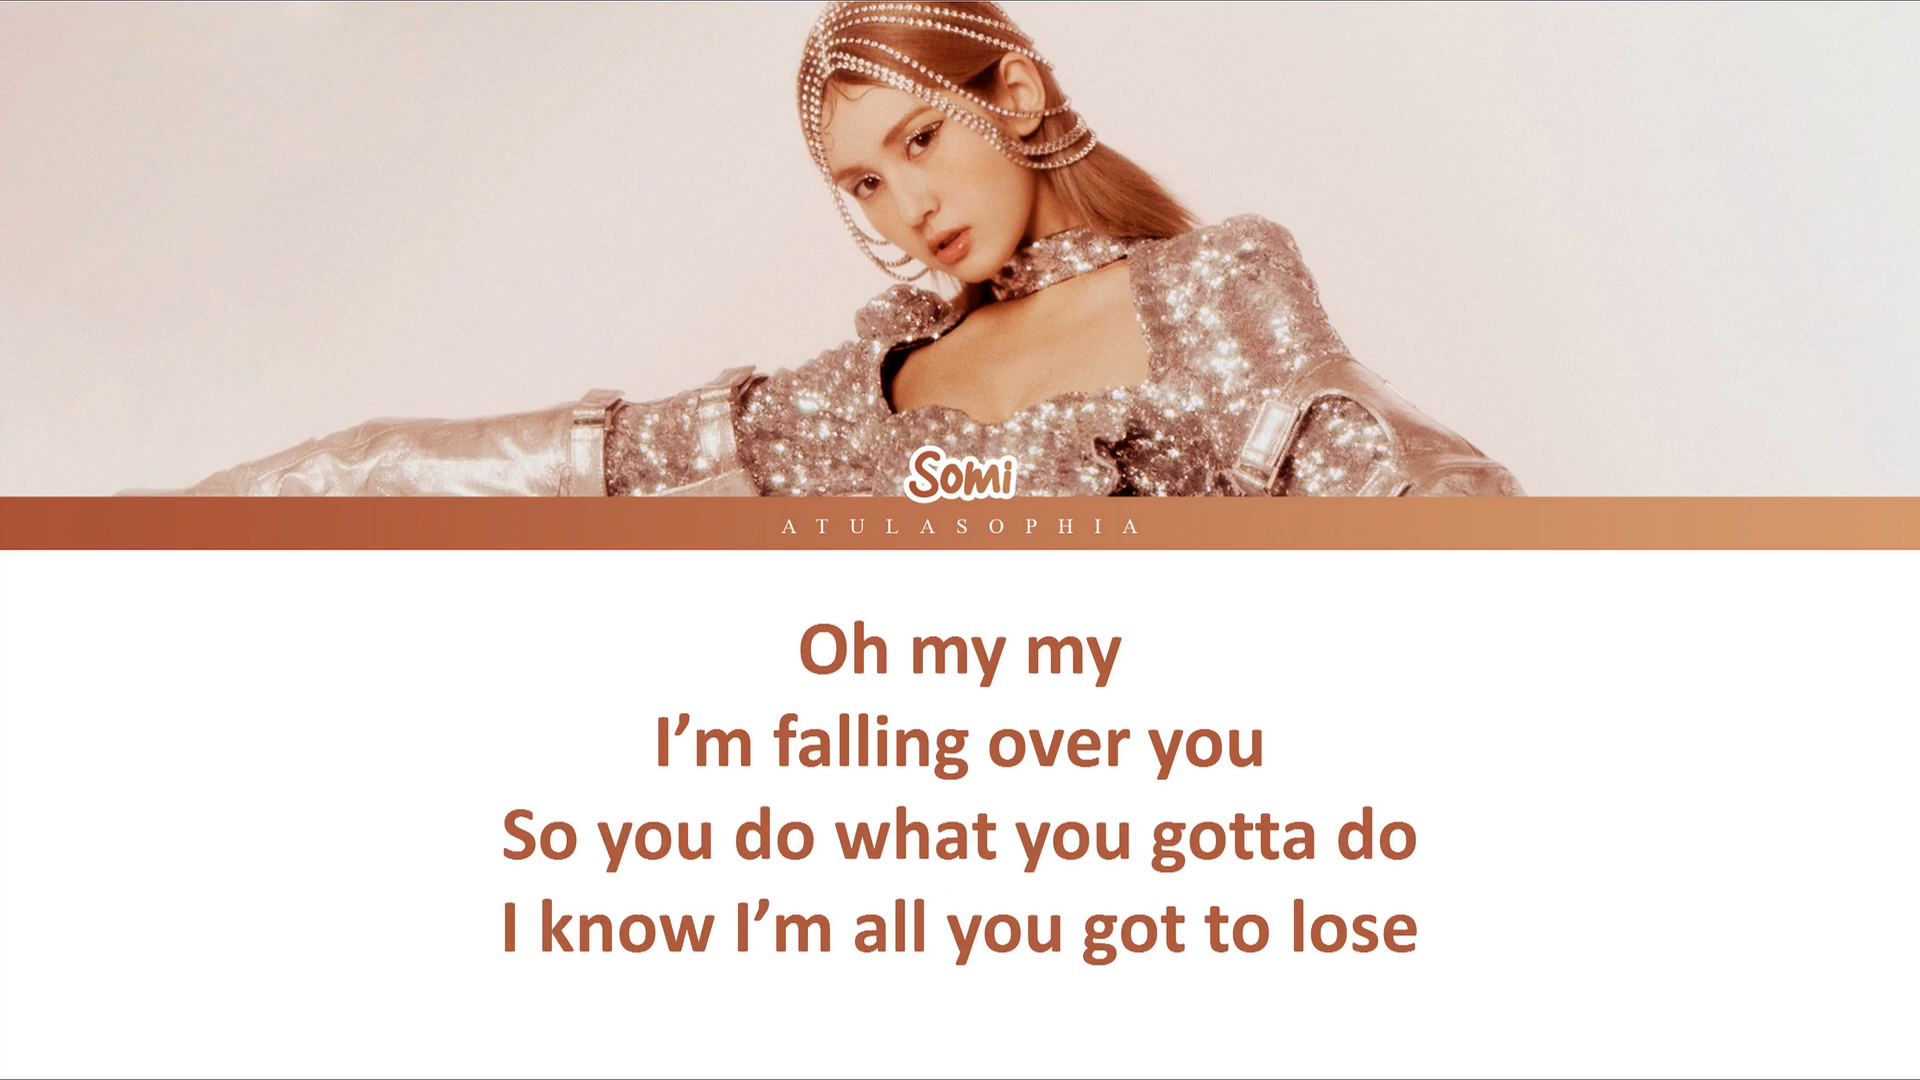 Somi
ATULASOPHIA
Oh my my
I’m falling over you
So you do what you gotta do
I know I’m all you got to lose